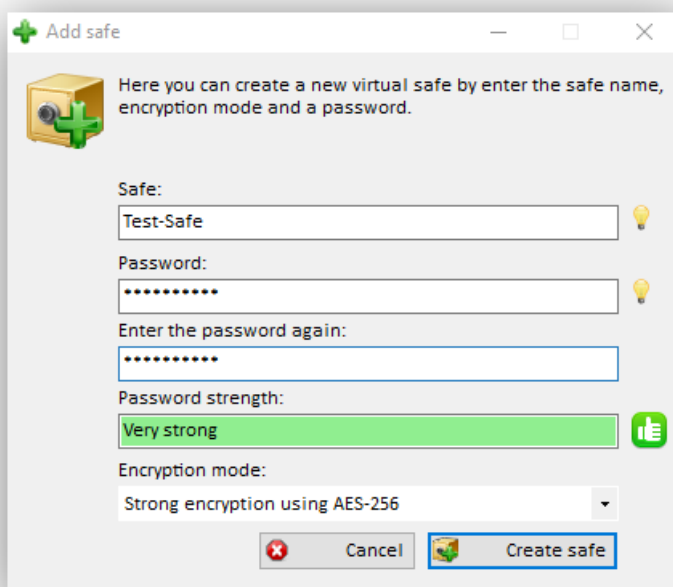 Add safe
Here you can create a new virtual safe by enter the safe name,
encryption mode and a password.
Safe:
Test-Safe
Password:
**********
Enter the password again:
**********
Password strength:
Very strong
Encryption mode:
Strong encryption using AES-256
Cancel
Create safe